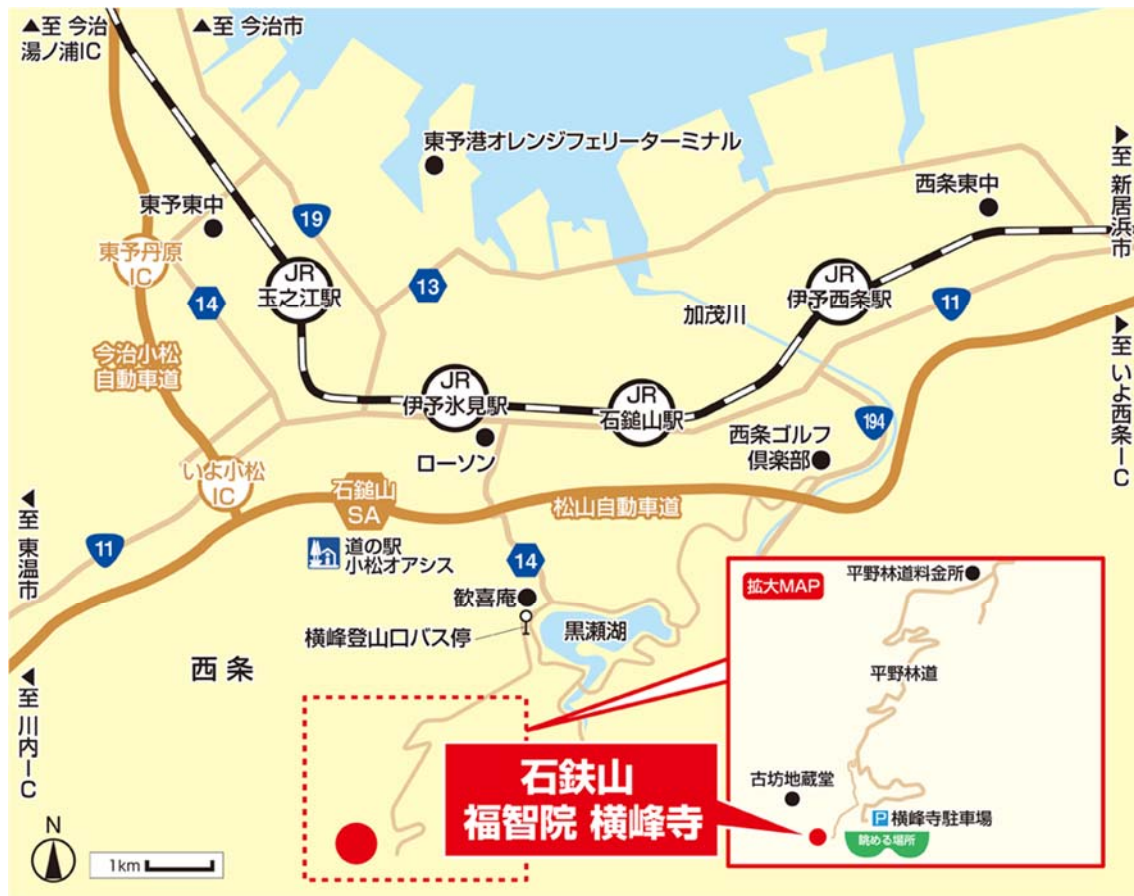 ▲至 今治
湯ノ浦IC
▲至 今治市
東予港オレンジフェリーターミナル
西条東中
▶至 新居浜市
東予東中
19
東予丹原
IC
14
JR
玉之江駅
13
JR
伊予西条駅
加茂川
11
▶至 いよ西条IC
今治小松
自動車道
JR
伊予氷見駅
JR
石鎚山駅
ローソン
西条ゴルフ
倶楽部
194
いよ小松
IC
石鎚山
SA
松山自動車道
◀至 東温市
11
道の駅
小松オアシス
14
歓喜庵
横峰登山口バス停
黒瀬湖
西条
◀至 川内IC
石鈇山
福智院 横峰寺
N
1km
拡大MAP
平野林道料金所
平野林道
古坊地蔵堂
P 横峰寺駐車場
眺める場所